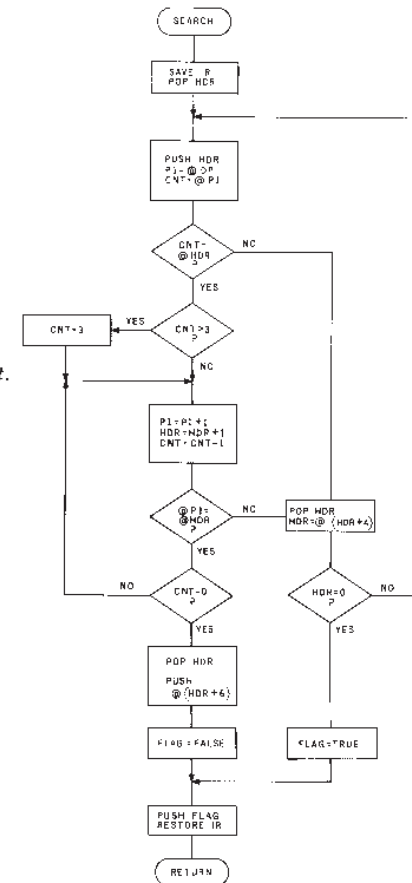 SEARCH
SAVE IR
POP HDR
PUSH HDR
P1=@DP
CNT=@P1
CNT=
@HDR
?
NO
YES
CNT>3
?
YES
CNT=3
NO
P1=P1+1
HDR=HDR+1
CNT=CNT-1
@P1=
@HDR
?
NO
POP HDR
HDR=@(HDR+4)
YES
CNT=0
?
NO
HDR=0
?
NO
YES
YES
POP HDR
PUSH
@(HDR+6)
FLAG=FALSE
FLAG=TRUE
PUSH FLAG
RESTORE IR
RETURN